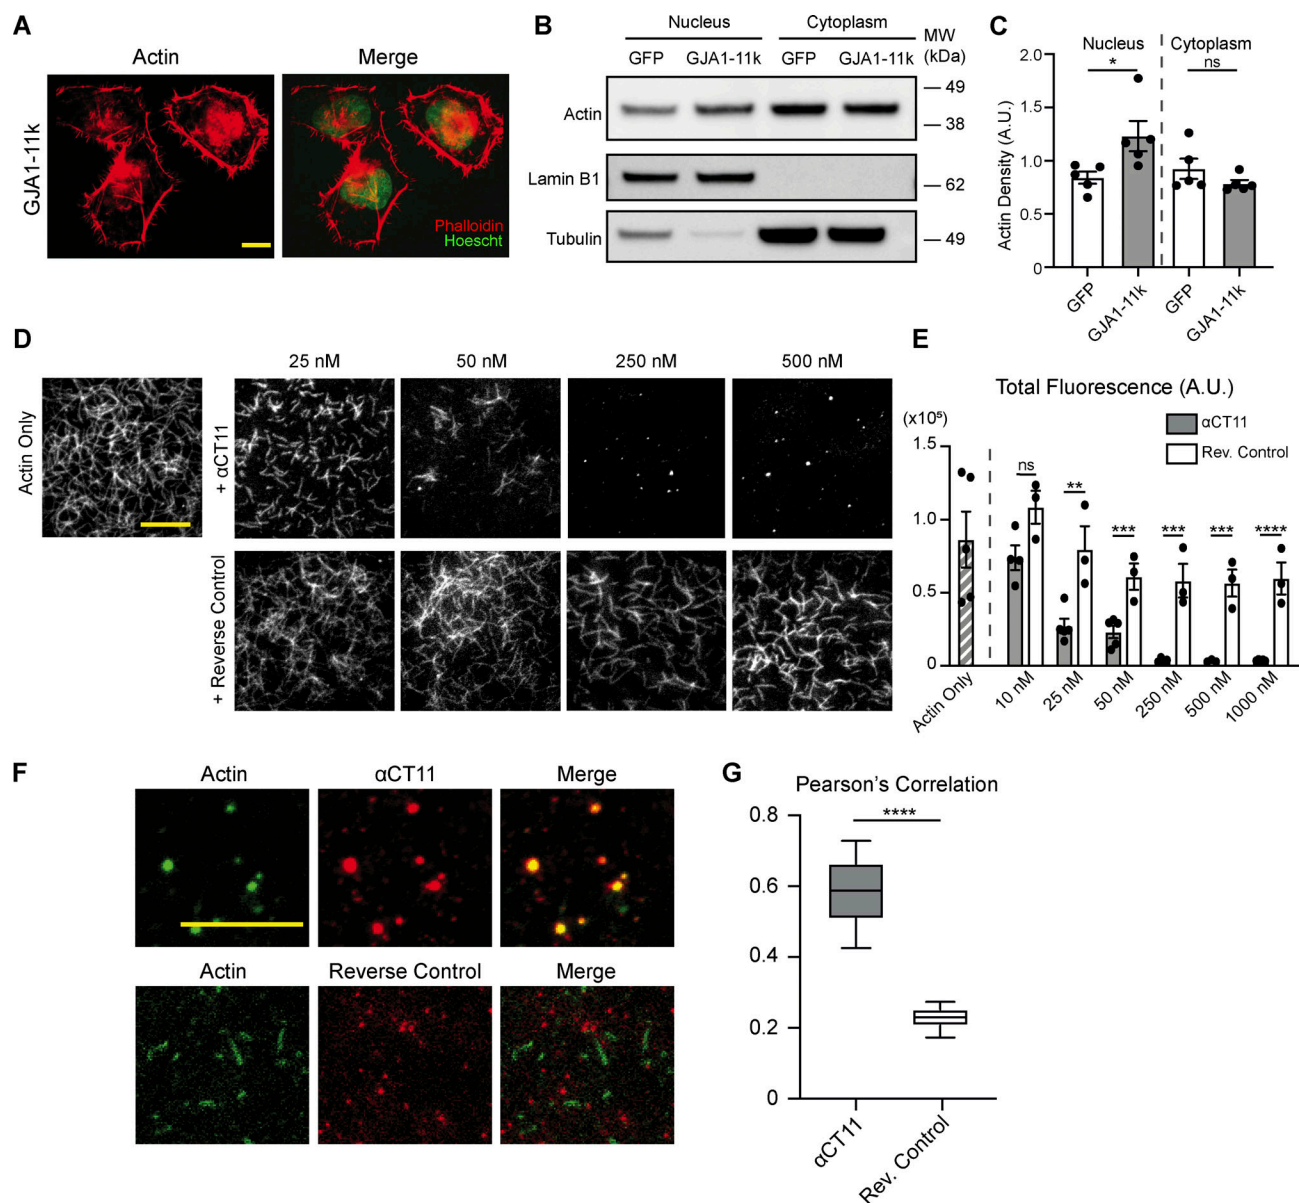 A
Actin
Merge
GJA1-11k
Phalloidin
Hoescht
B
Nucleus
Cytoplasm
MW
(kDa)
GFP
GJA1-11k
GFP
GJA1-11k
Actin
49
38
Lamin B1
62
Tubulin
49
C
Nucleus
Cytoplasm
*
ns
Actin Density (A.U.)
2.0
1.5
1.0
0.5
0
GFP
GJA1-11k
GFP
GJA1-11k
D
25 nM
50 nM
250 nM
500 nM
Actin Only
+ αCT11
+ Reverse Control
E
Total Fluorescence (A.U.)
(x10⁵)
αCT11
Rev. Control
1.5
1.0
0.5
0
ns
**
***
***
***
****
Actin Only
10 nM
25 nM
50 nM
250 nM
500 nM
1000 nM
F
Actin
αCT11
Merge
Actin
Reverse Control
Merge
G
Pearson's Correlation
****
0.8
0.6
0.4
0.2
0
αCT11
Rev. Control